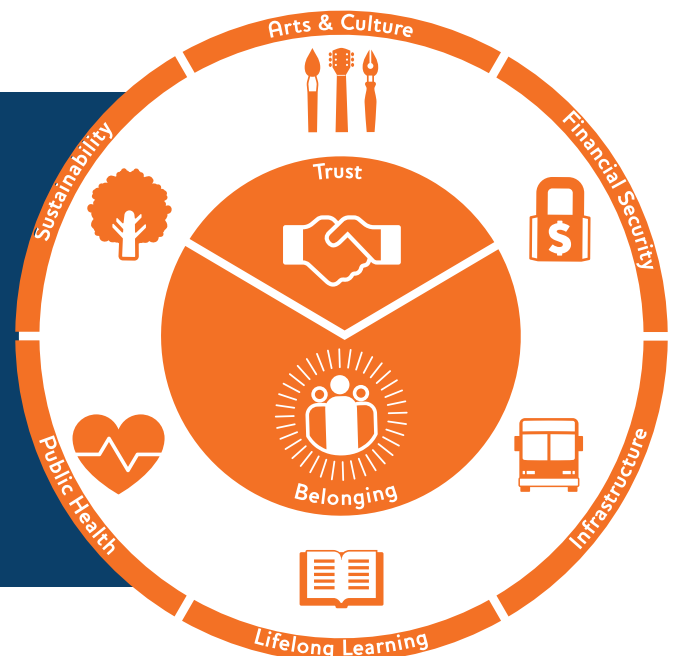 Arts & Culture
Financial Security
Infrastructure
Lifelong Learning
Public Health
Sustainability
Trust
$
Belonging